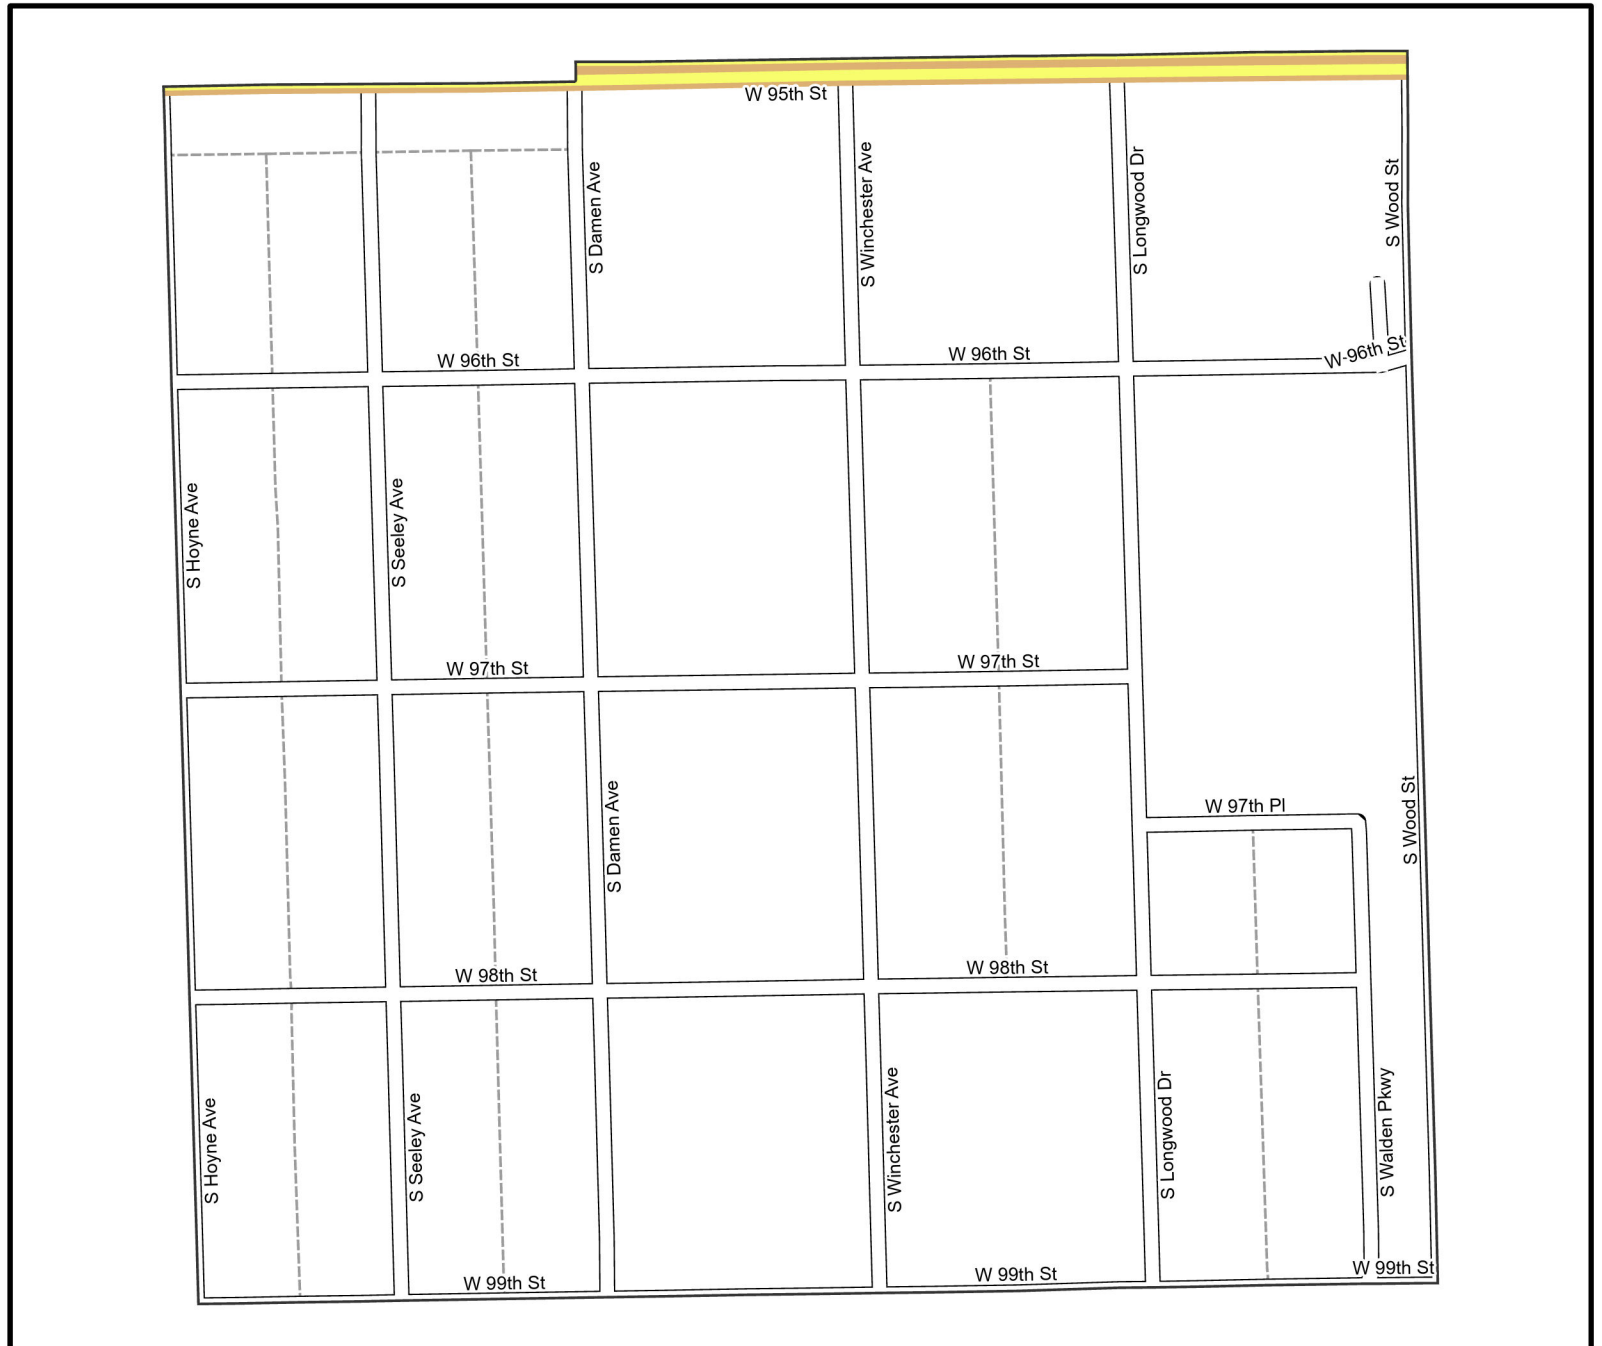 W 95th St
S Damen Ave
S Winchester Ave
S Longwood Dr
S Wood St
W 96th St
W 96th St
W 96th St
S Hoyne Ave
S Seeley Ave
W 97th St
W 97th St
S Damen Ave
W 97th Pl
S Wood St
W 98th St
W 98th St
S Hoyne Ave
S Seeley Ave
S Winchester Ave
S Longwood Dr
S Walden Pkwy
W 99th St
W 99th St
W 99th St